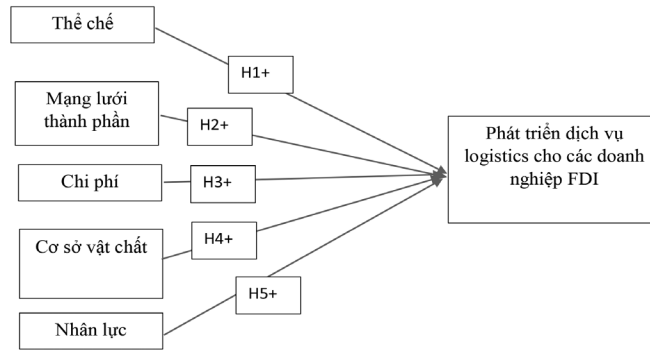 Thể chế
H1+
Mạng lưới
thành phần
H2+
Chi phí
H3+
Cơ sở vật chất
H4+
Nhân lực
H5+
Phát triển dịch vụ
logistics cho các doanh
nghiệp FDI